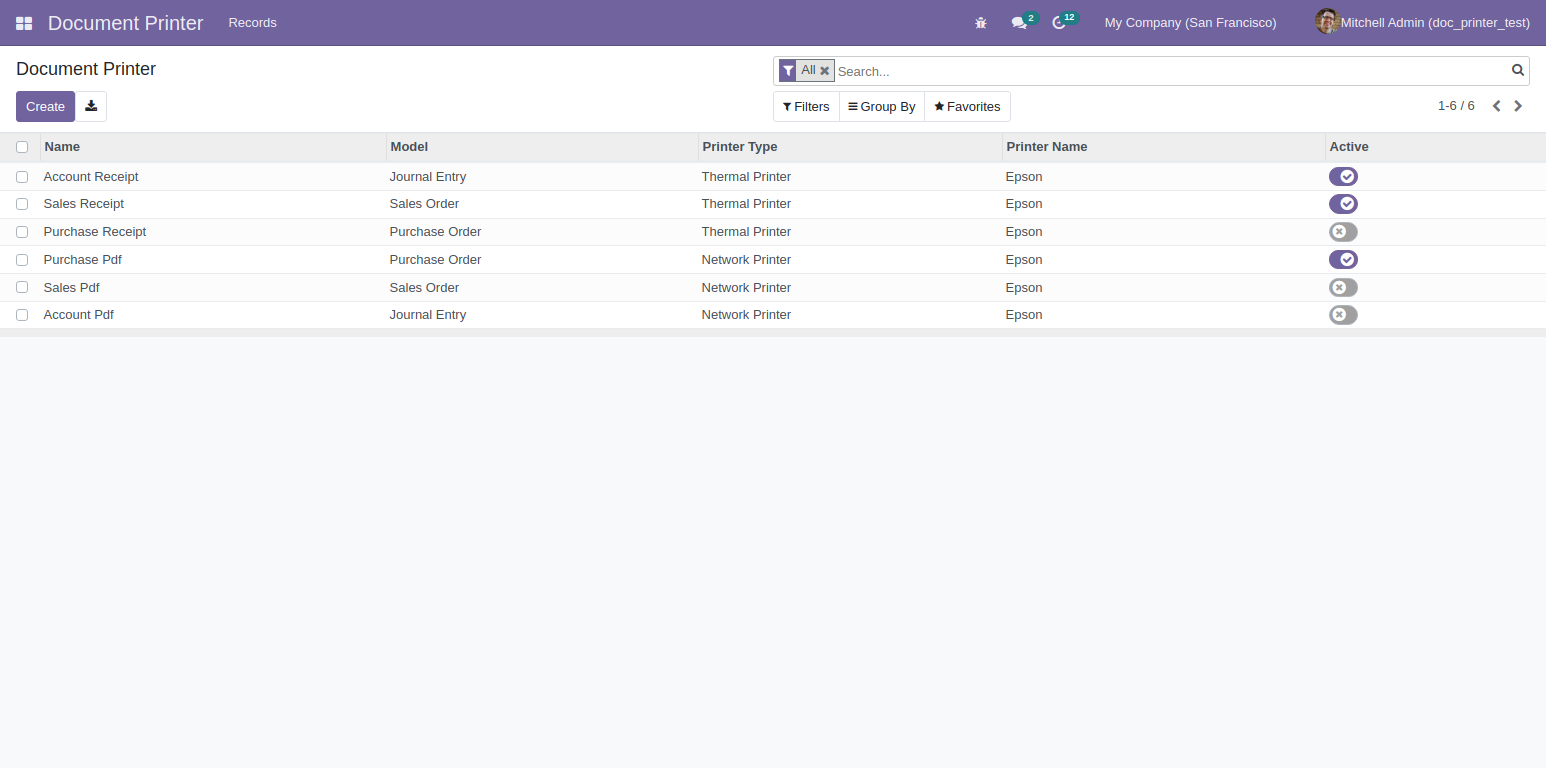 Document Printer Records 2 12 My Company (San Francisco) Mitchell Admin (doc_printer_test)
Document Printer All Search...
Create Filters Group By Favorites 1-6 / 6
Name Model Printer Type Printer Name Active
Account Receipt Journal Entry Thermal Printer Epson
Sales Receipt Sales Order Thermal Printer Epson
Purchase Receipt Purchase Order Thermal Printer Epson
Purchase Pdf Purchase Order Network Printer Epson
Sales Pdf Sales Order Network Printer Epson
Account Pdf Journal Entry Network Printer Epson